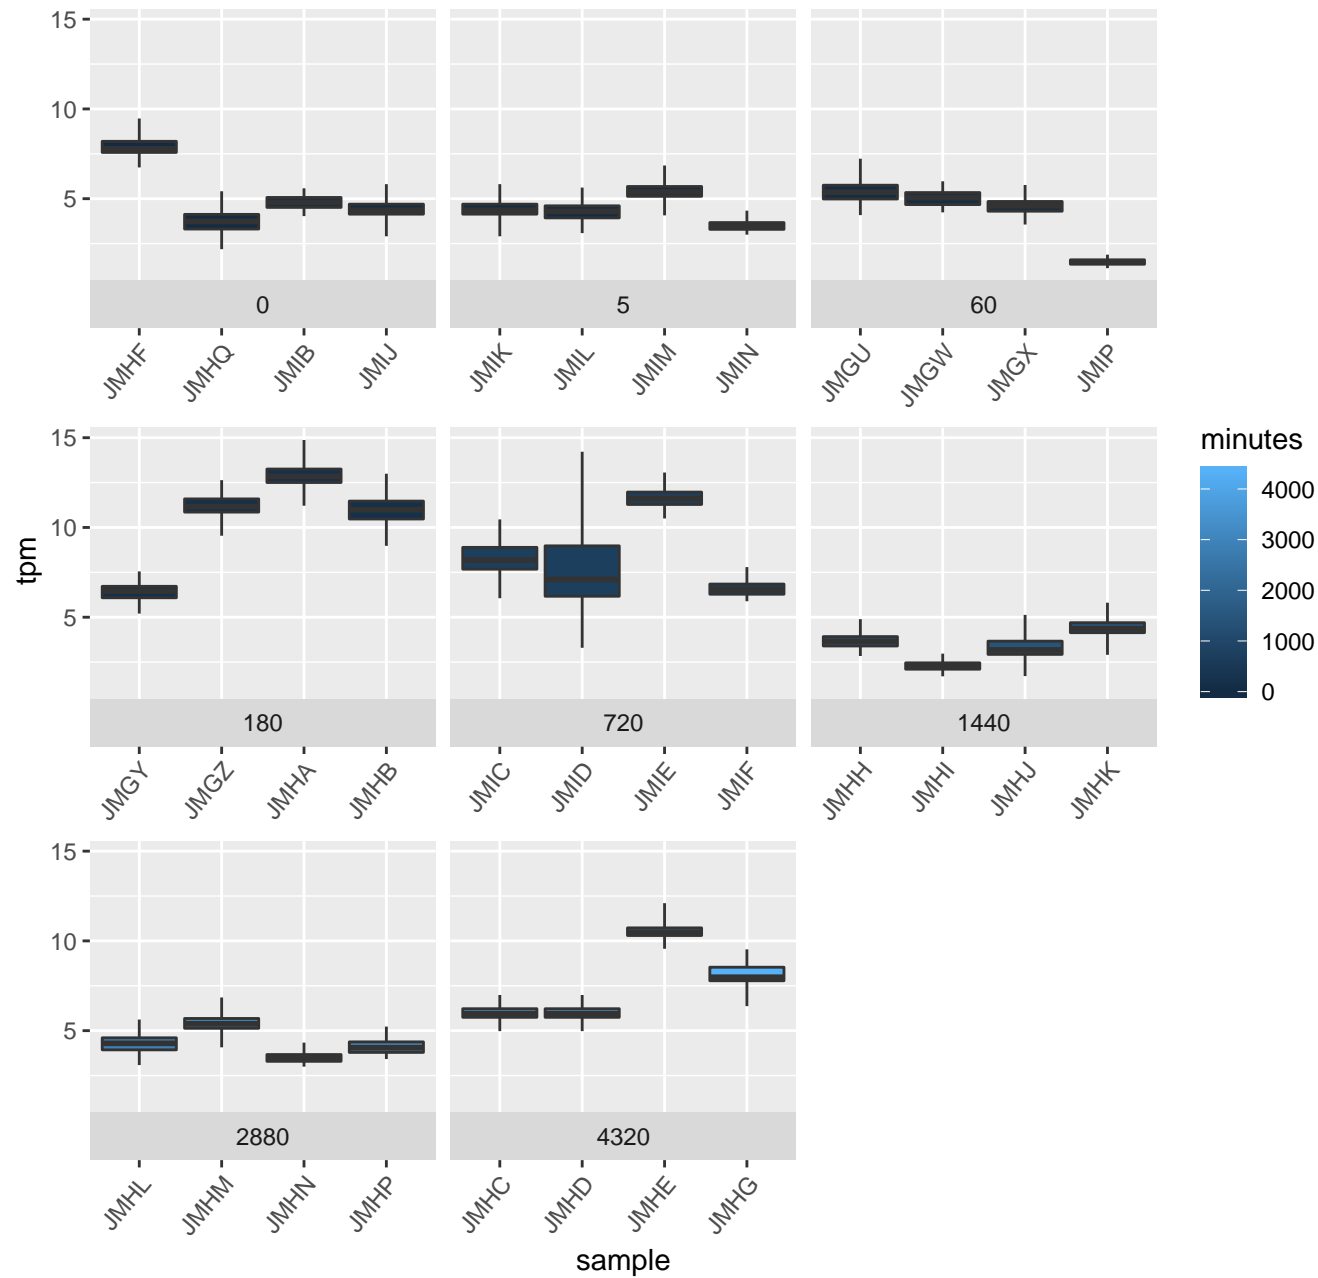 15
10
5
0
5
60
JMHF
JMHQ
JMIB
JMIJ
JMIK
JMIL
JMIM
JMIN
JMGU
JMGW
JMGX
JMIP
tpm
15
10
5
180
720
1440
JMGY
JMGZ
JMHA
JMHB
JMIC
JMID
JMIE
JMIF
JMHH
JMHI
JMHJ
JMHK
minutes
4000
3000
2000
1000
0
15
10
5
2880
4320
JMHL
JMHM
JMHN
JMHP
JMHC
JMHD
JMHE
JMHG
sample